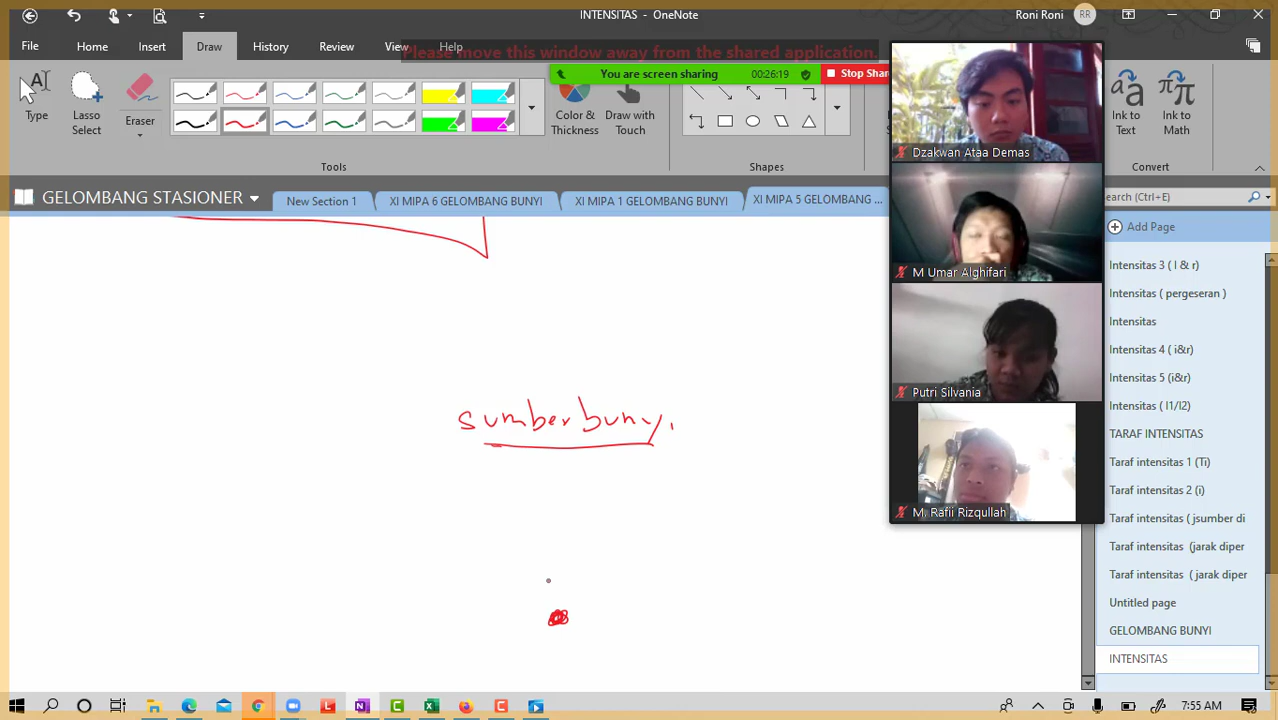 INTENSITAS - OneNote
Roni Roni
RR
File
Home
Insert
Draw
History
Review
View
Help
Please move this window away from the shared application.
You are screen sharing
00:26:19
Stop Share
Type
Lasso
Select
Eraser
Color &
Thickness
Draw with
Touch
Ink to
Text
Ink to
Math
Tools
Shapes
Convert
GELOMBANG STASIONER
New Section 1
XI MIPA 6 GELOMBANG BUNYI
XI MIPA 1 GELOMBANG BUNYI
XI MIPA 5 GELOMBANG ...
earch (Ctrl+E)
Add Page
Intensitas 3 ( I & r)
Intensitas ( pergeseran )
Intensitas
Intensitas 4 ( i&r)
Intensitas 5 (i&r)
Intensitas ( I1/I2)
TARAF INTENSITAS
Taraf intensitas 1 (Ti)
Taraf intensitas 2 (i)
Taraf intensitas ( jsumber di
Taraf intensitas (jarak diper
Taraf intensitas ( jarak diper
Untitled page
GELOMBANG BUNYI
INTENSITAS
Dzakwan Ataa Demas
M Umar Alghifari
Putri Silvania
M. Rafii Rizqullah
sumber bunyi
7:55 AM